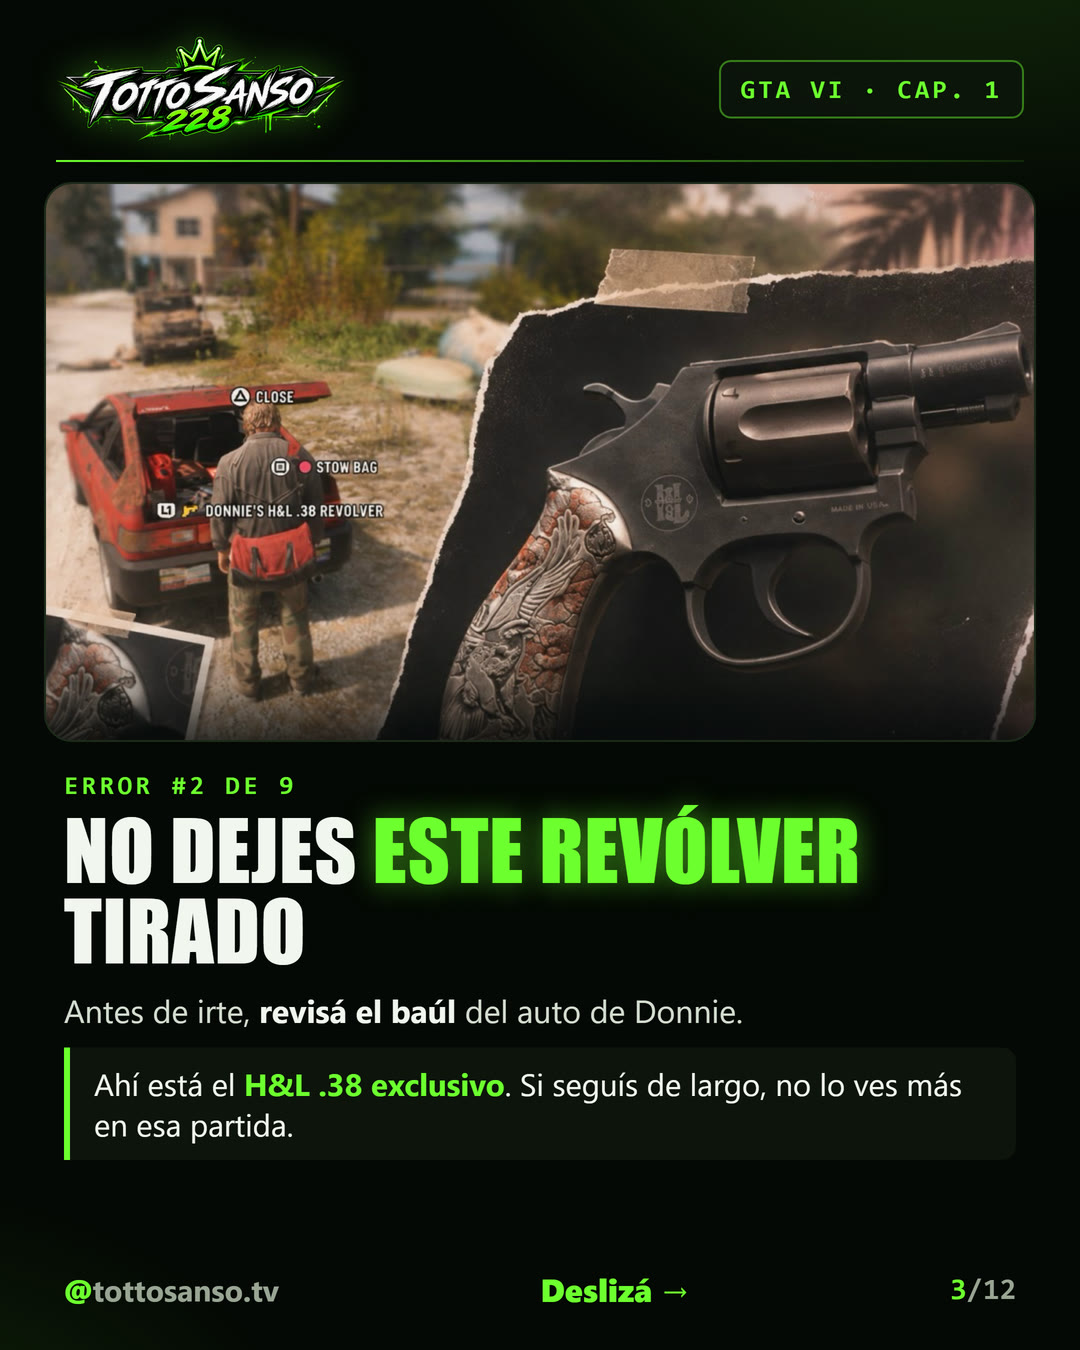 TOTTOSANSO
228
GTA VI · CAP. 1
CLOSE
STOW BAG
L1 DONNIE'S H&L .38 REVOLVER
MADE IN USA
ERROR #2 DE 9
NO DEJES ESTE REVÓLVER
TIRADO
Antes de irte, revisá el baúl del auto de Donnie.
Ahí está el H&L .38 exclusivo. Si seguís de largo, no lo ves más
en esa partida.
@tottosanso.tv
Deslizá →
3/12